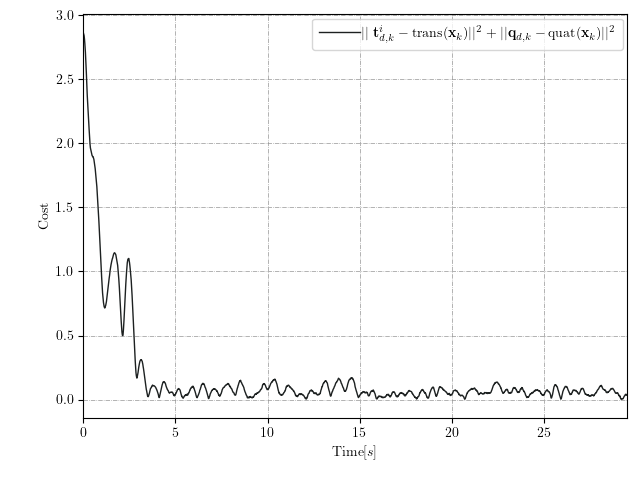 3.0
|| t^i_{d,k} − trans(x_k)||² + ||q_{d,k} − quat(x_k)||²
2.5
2.0
1.5
1.0
0.5
0.0
Cost
0 5 10 15 20 25
Time[s]